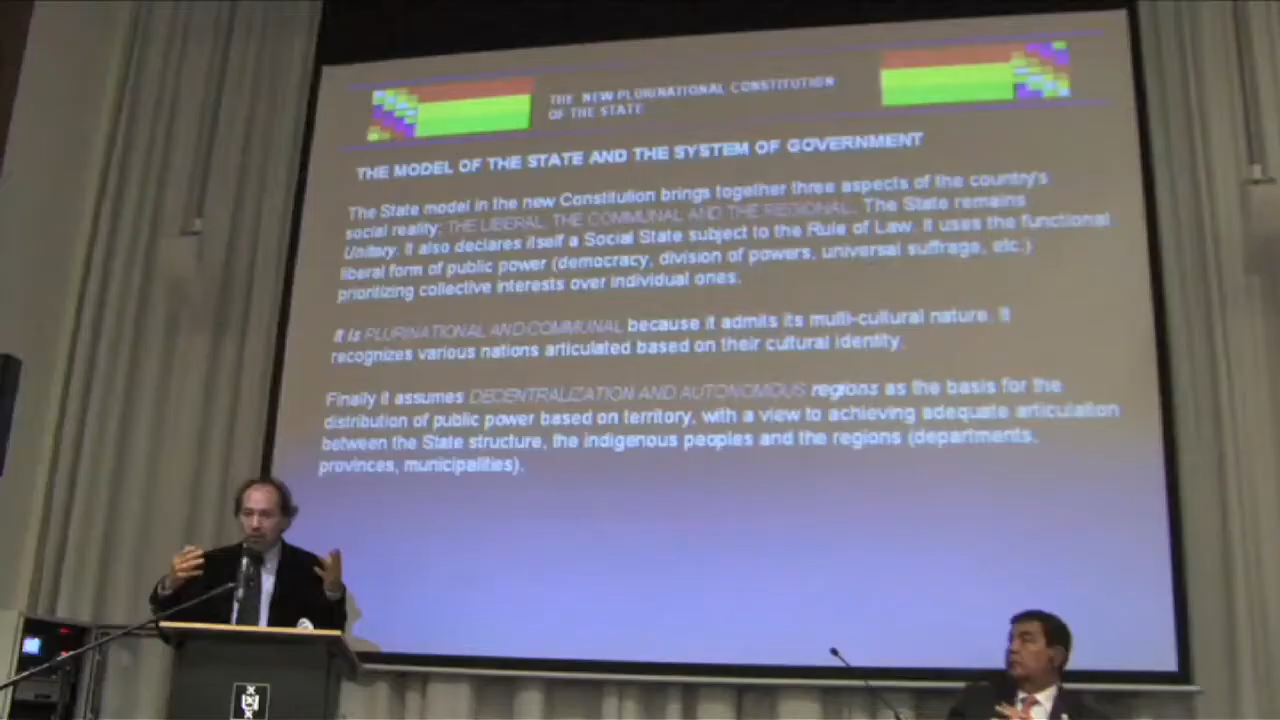 THE NEW PLURINATIONAL CONSTITUTION
OF THE STATE
THE MODEL OF THE STATE AND THE SYSTEM OF GOVERNMENT
The State model in the new Constitution brings together three aspects of the country's
social reality: THE LIBERAL, THE COMMUNAL AND THE REGIONAL. The State remains
Unitary. It also declares itself a Social State subject to the Rule of Law. It uses the functional
liberal form of public power (democracy, division of powers, universal suffrage, etc.)
prioritizing collective interests over individual ones.
It is PLURINATIONAL AND COMMUNAL because it admits its multi-cultural nature. It
recognizes various nations articulated based on their cultural identity.
Finally it assumes DECENTRALIZATION AND AUTONOMOUS regions as the basis for the
distribution of public power based on territory, with a view to achieving adequate articulation
between the State structure, the indigenous peoples and the regions (departments,
provinces, municipalities).